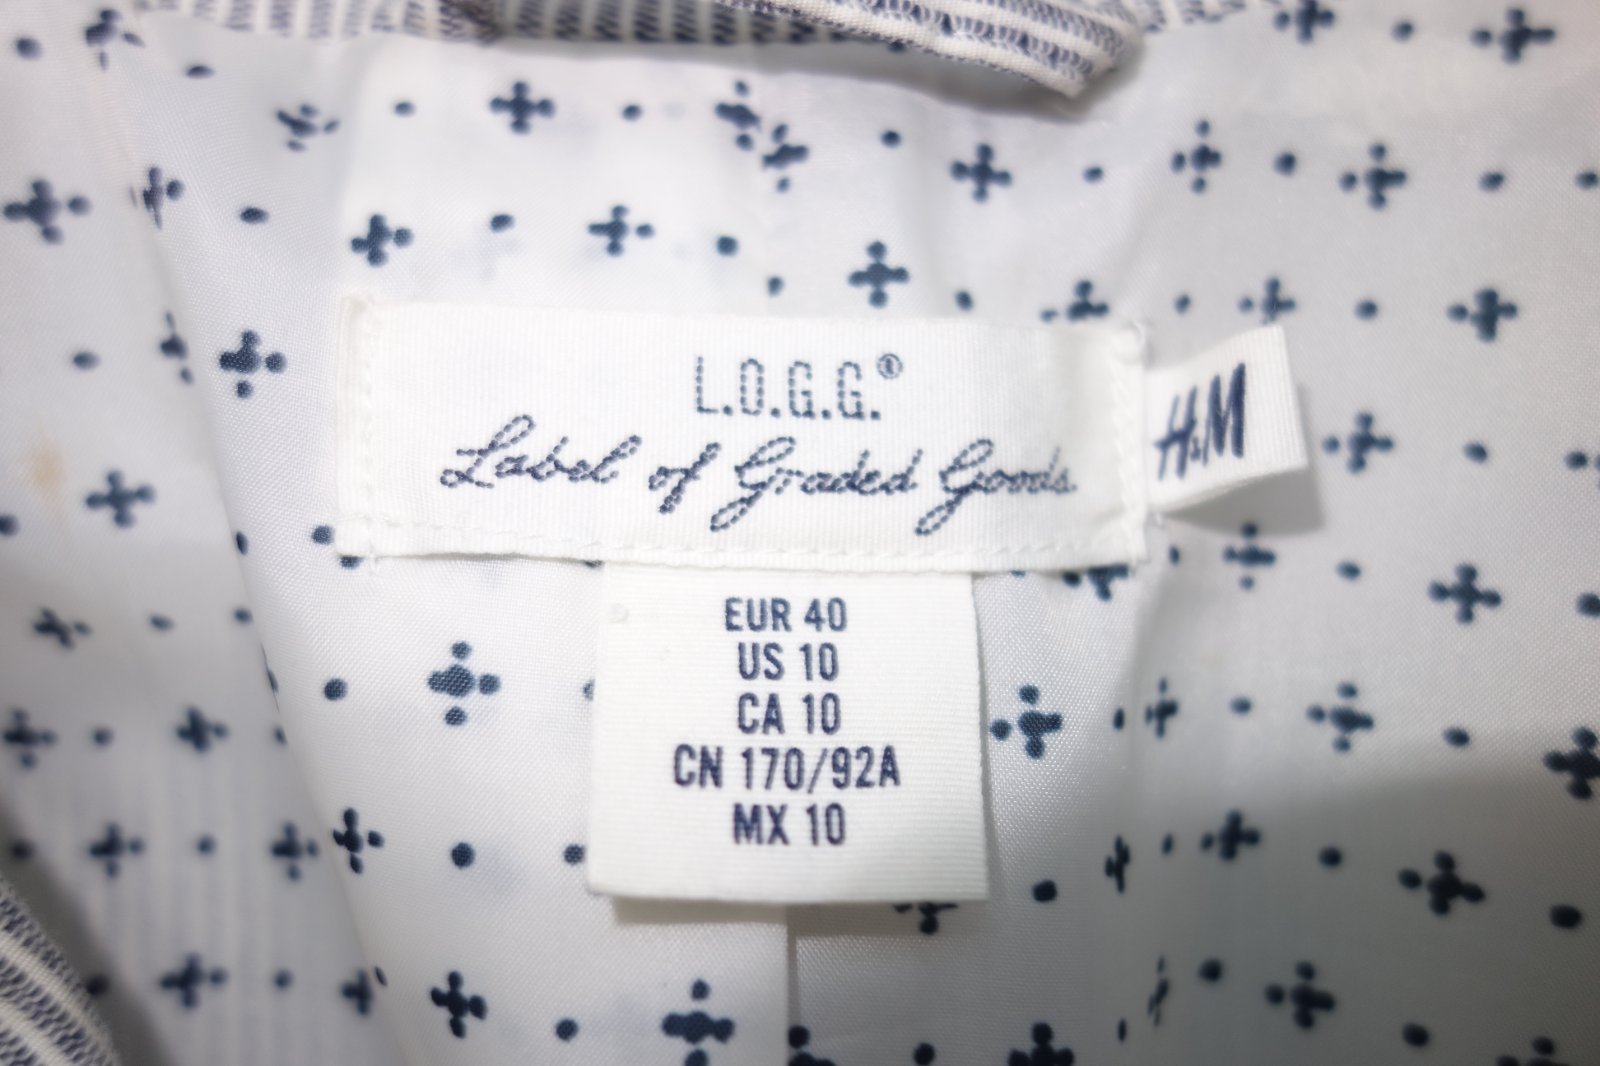 L.O.G.G.®
Label of Graded Goods
H&M
EUR 40
US 10
CA 10
CN 170/92A
MX 10